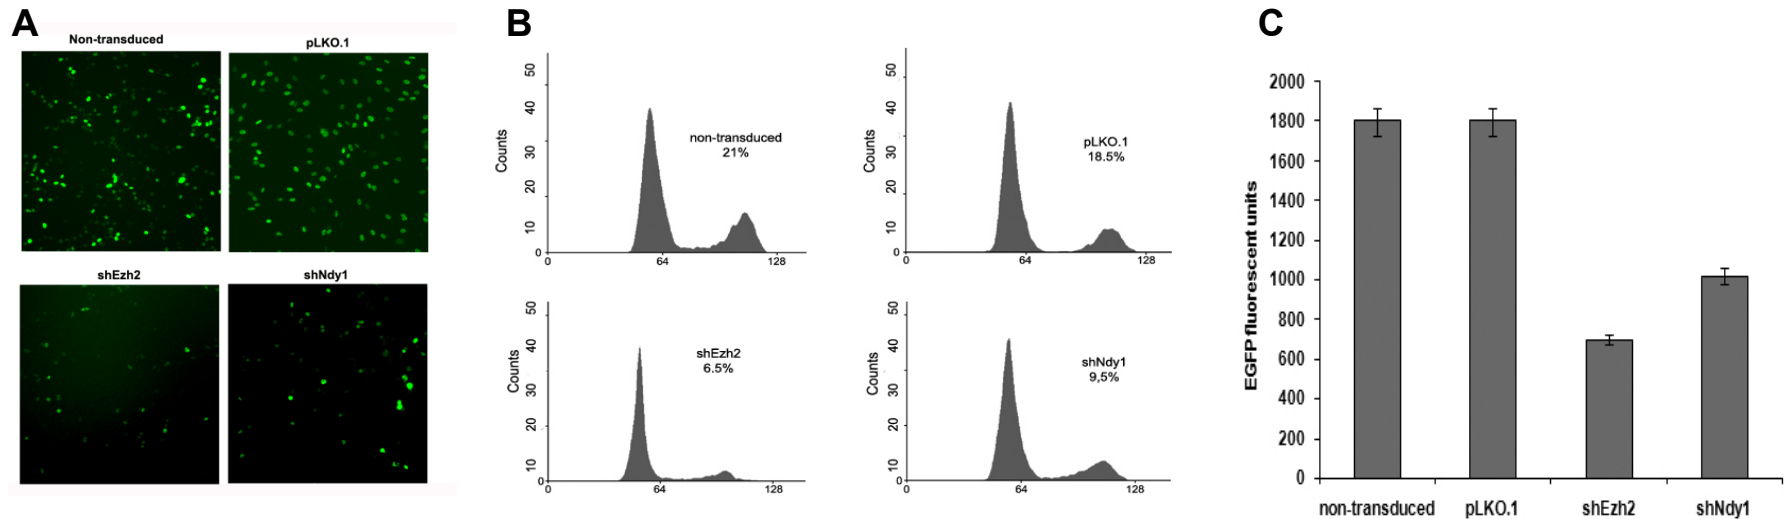 A
Non-transduced
pLKO.1
shEzh2
shNdy1
B
50
40
30
20
10
0
Counts
non-transduced
21%
0
64
128
50
40
30
20
10
0
Counts
pLKO.1
18.5%
0
64
128
50
40
30
20
10
0
Counts
shEzh2
6.5%
0
64
128
50
40
30
20
10
0
Counts
shNdy1
9,5%
0
64
128
C
EGFP fluorescent units
2000
1800
1600
1400
1200
1000
800
600
400
200
0
non-transduced
pLKO.1
shEzh2
shNdy1